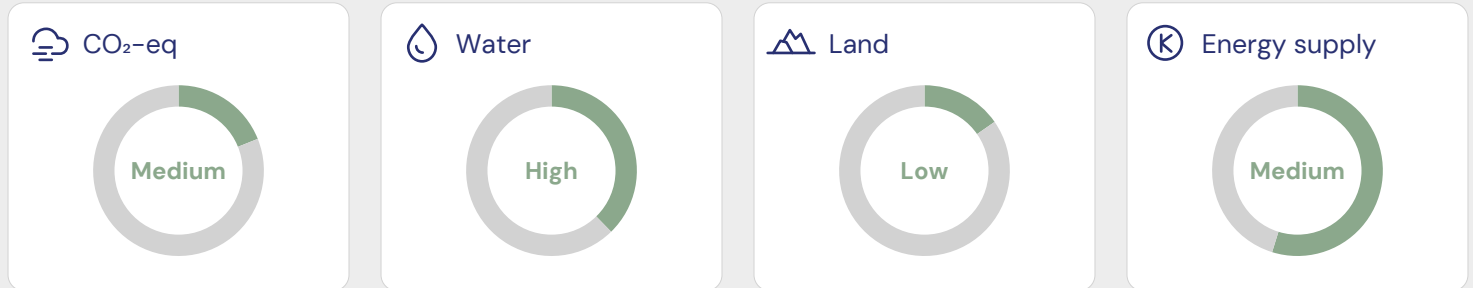 CO₂-eq
Medium
Water
High
Land
Low
Energy supply
Medium